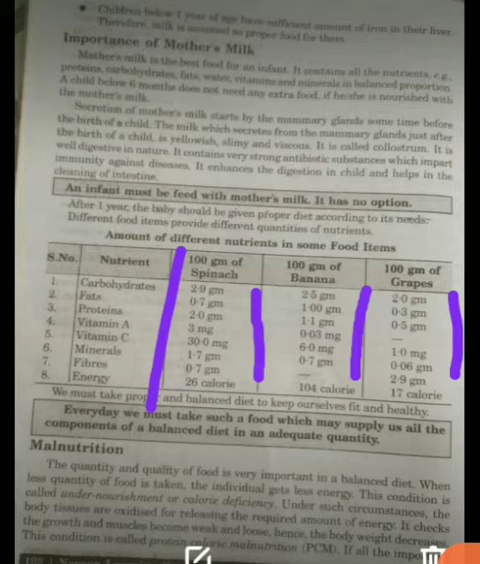 • Children below 1 year of age have sufficient amount of iron in their liver.
Therefore, milk is assumed as proper food for them.
Importance of Mother's Milk
Mother's milk is the best food for an infant. It contains all the nutrients, e.g.,
proteins, carbohydrates, fats, water, vitamins and minerals in balanced proportion.
A child below 6 months does not need any extra food, if he/she is nourished with
the mother's milk.
Secretion of mother's milk starts by the mammary glands some time before
the birth of a child. The milk which secretes from the mammary glands just after
the birth of a child, is yellowish, slimy and viscous. It is called collostrum. It is
well digestive in nature. It contains very strong antibiotic substances which impart
immunity against diseases. It enhances the digestion in child and helps in the
cleaning of intestine.
An infant must be feed with mother's milk. It has no option.
After 1 year, the baby should be given proper diet according to its needs:
Different food items provide different quantities of nutrients.
Amount of different nutrients in some Food Items
S.No. Nutrient 100 gm of Spinach 100 gm of Banana 100 gm of Grapes
1. Carbohydrates 2·9 gm 2·5 gm 2·0 gm
2. Fats 0·7 gm 1·00 gm 0·3 gm
3. Proteins 2·0 gm 1·1 gm 0·5 gm
4. Vitamin A 3 mg 0·03 mg —
5. Vitamin C 30·0 mg 6·0 mg 1·0 mg
6. Minerals 1·7 gm 0·7 gm 0·06 gm
7. Fibres 0·7 gm — 2·9 gm
8. Energy 26 calorie 104 calorie 17 calorie
We must take and balanced diet to keep ourselves fit and healthy.
Everyday we must take such a food which may supply us all the
components of a balanced diet in an adequate quantity.
Malnutrition
The quantity and quality of food is very important in a balanced diet. When
less quantity of food is taken, the individual gets less energy. This condition is
called under-nourishment or calorie deficiency. Under such circumstances, the
body tissues are oxidised for releasing the required amount of energy. It checks
the growth and muscles become weak and loose, hence, the body weight decreases.
This condition is called protein calorie malnutrition (PCM). If all the